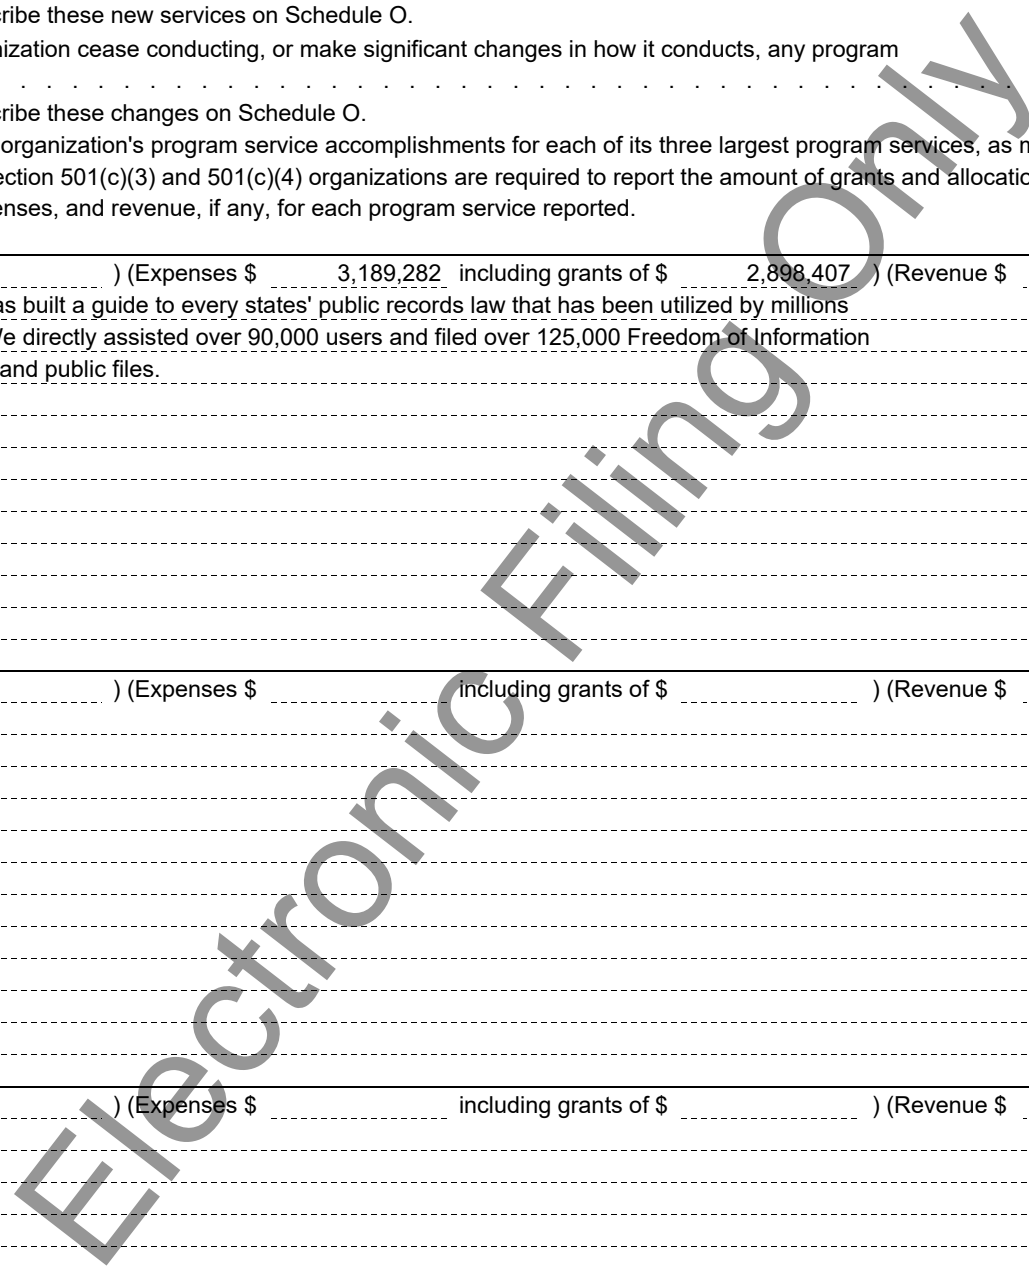 cribe these new services on Schedule O.
nization cease conducting, or make significant changes in how it conducts, any program
. . . . . . . . . . . . . . . . . . . . . . . . . . . . . . . . . . . . . . .
cribe these changes on Schedule O.
organization's program service accomplishments for each of its three largest program services, as m
ection 501(c)(3) and 501(c)(4) organizations are required to report the amount of grants and allocatio
enses, and revenue, if any, for each program service reported.
) (Expenses $ 3,189,282 including grants of $ 2,898,407 ) (Revenue $
as built a guide to every states' public records law that has been utilized by millions
We directly assisted over 90,000 users and filed over 125,000 Freedom of Information
and public files.
) (Expenses $ including grants of $ ) (Revenue $
) (Expenses $ including grants of $ ) (Revenue $
Electronic Filing Only